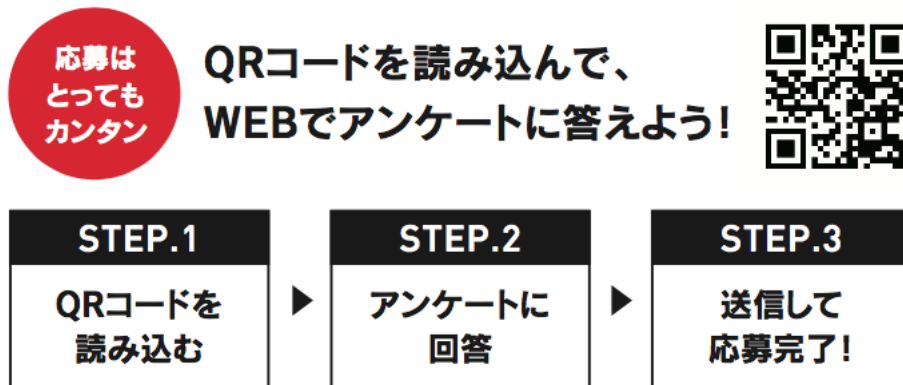 応募は
とっても
カンタン
QRコードを読み込んで、
WEBでアンケートに答えよう!
STEP.1
QRコードを
読み込む
STEP.2
アンケートに
回答
STEP.3
送信して
応募完了!